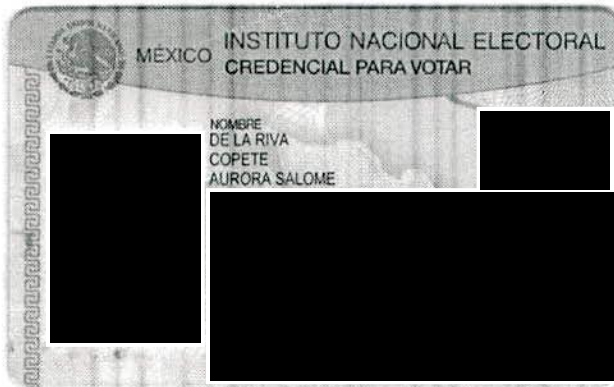 MÉXICO
INSTITUTO NACIONAL ELECTORAL
CREDENCIAL PARA VOTAR
NOMBRE
DE LA RIVA
COPETE
AURORA SALOME